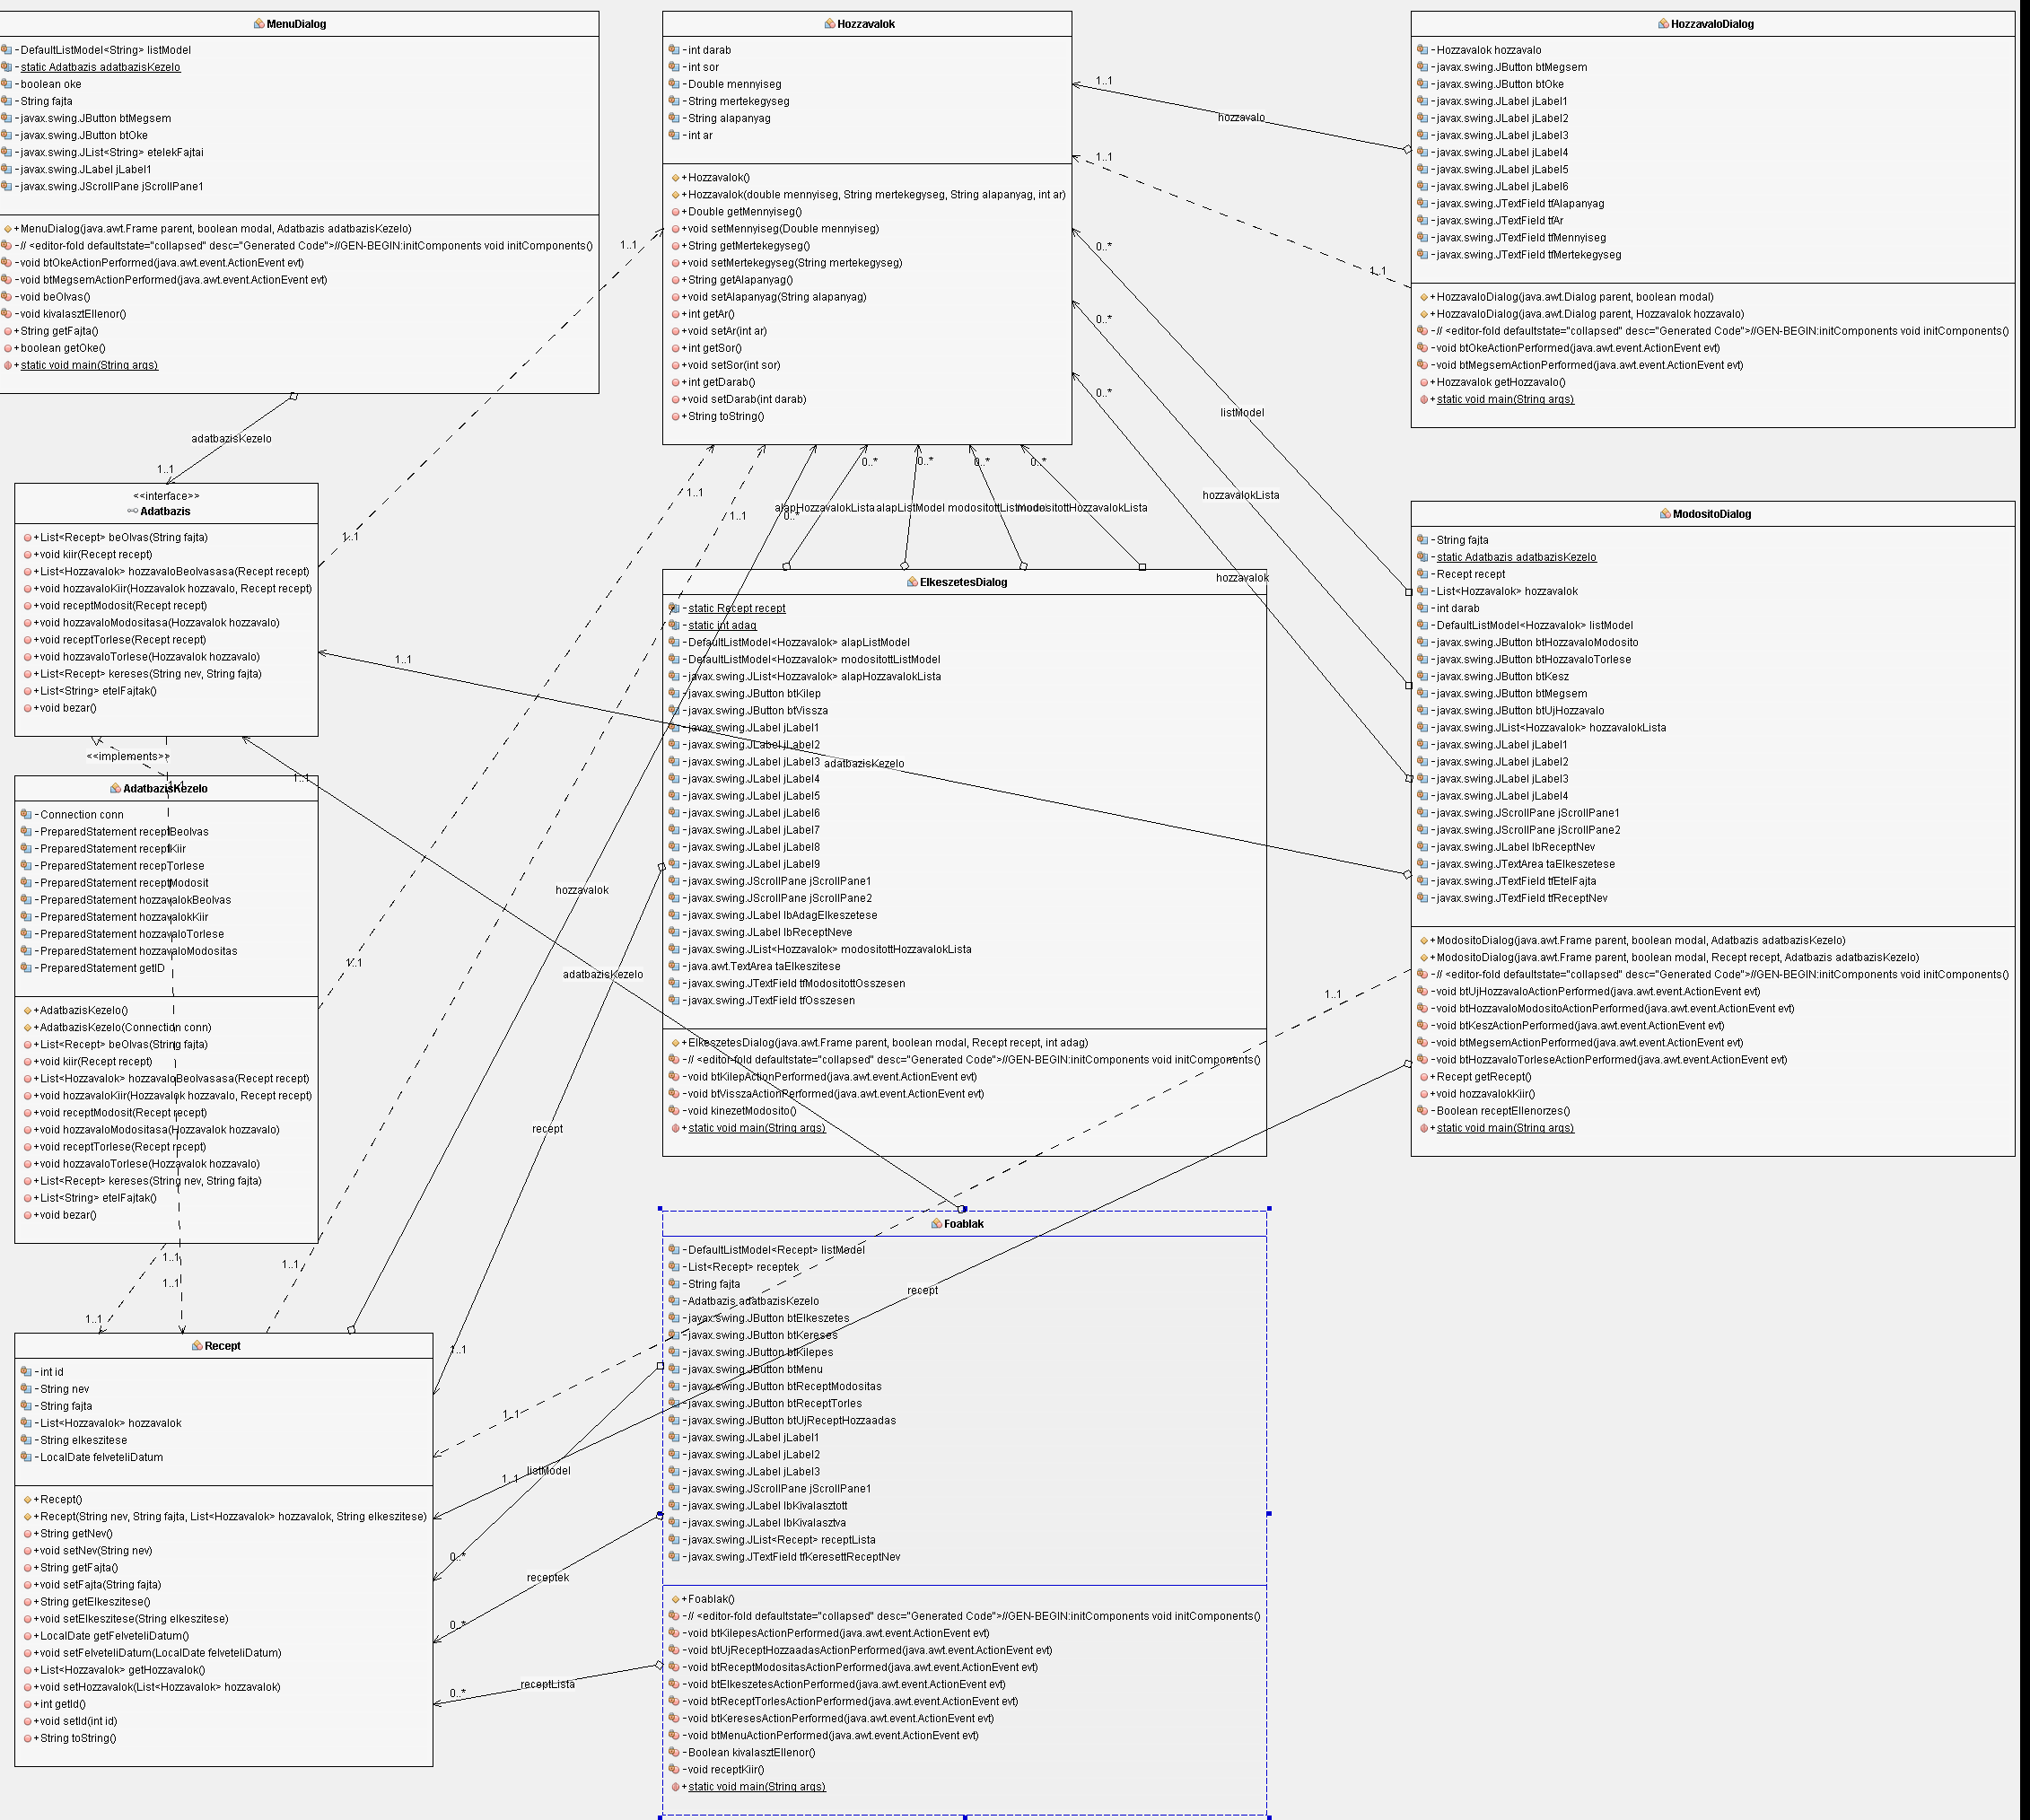 MenuDialog
-DefaultListModel<String> listModel
-static Adatbazis adatbazisKezelo
-boolean oke
-String fajta
-javax.swing.JButton btMegsem
-javax.swing.JButton btOke
-javax.swing.JList<String> etelekFajtai
-javax.swing.JLabel jLabel1
-javax.swing.JScrollPane jScrollPane1
+MenuDialog(java.awt.Frame parent, boolean modal, Adatbazis adatbazisKezelo)
-// <editor-fold defaultstate="collapsed" desc="Generated Code">//GEN-BEGIN:initComponents void initComponents()
-void btOkeActionPerformed(java.awt.event.ActionEvent evt)
-void btMegsemActionPerformed(java.awt.event.ActionEvent evt)
-void beOlvas()
-void kivalasztEllenor()
+String getFajta()
+boolean getOke()
+static void main(String args)
Hozzavalok
-int darab
-int sor
-Double mennyiseg
-String mertekegyseg
-String alapanyag
-int ar
+Hozzavalok()
+Hozzavalok(double mennyiseg, String mertekegyseg, String alapanyag, int ar)
+Double getMennyiseg()
+void setMennyiseg(Double mennyiseg)
+String getMertekegyseg()
+void setMertekegyseg(String mertekegyseg)
+String getAlapanyag()
+void setAlapanyag(String alapanyag)
+int getAr()
+void setAr(int ar)
+int getSor()
+void setSor(int sor)
+int getDarab()
+void setDarab(int darab)
+String toString()
HozzavaloDialog
-Hozzavalok hozzavalo
-javax.swing.JButton btMegsem
-javax.swing.JButton btOke
-javax.swing.JLabel jLabel1
-javax.swing.JLabel jLabel2
-javax.swing.JLabel jLabel3
-javax.swing.JLabel jLabel4
-javax.swing.JLabel jLabel5
-javax.swing.JLabel jLabel6
-javax.swing.JTextField tfAlapanyag
-javax.swing.JTextField tfAr
-javax.swing.JTextField tfMennyiseg
-javax.swing.JTextField tfMertekegyseg
+HozzavaloDialog(java.awt.Dialog parent, boolean modal)
+HozzavaloDialog(java.awt.Dialog parent, Hozzavalok hozzavalo)
-// <editor-fold defaultstate="collapsed" desc="Generated Code">//GEN-BEGIN:initComponents void initComponents()
-void btOkeActionPerformed(java.awt.event.ActionEvent evt)
-void btMegsemActionPerformed(java.awt.event.ActionEvent evt)
+Hozzavalok getHozzavalo()
+static void main(String args)
1..1
hozzavalo
1..1
1..1
1..1
0..*
0..*
0..*
listModel
hozzavalokLista
hozzavalok
adatbazisKezelo
1..1
0..*
0..*
0..*
0..*
1..1
1..1
0..*
alapHozzavalokLista
alapListModel
modositottListModel
modositottHozzavalokLista
1..1
<<interface>>
Adatbazis
+List<Recept> beOlvas(String fajta)
+void kiir(Recept recept)
+List<Hozzavalok> hozzavaloBeolvasasa(Recept recept)
+void hozzavaloKiir(Hozzavalok hozzavalo, Recept recept)
+void receptModosit(Recept recept)
+void hozzavaloModositasa(Hozzavalok hozzavalo)
+void receptTorlese(Recept recept)
+void hozzavaloTorlese(Hozzavalok hozzavalo)
+List<Recept> kereses(String nev, String fajta)
+List<String> etelFajtak()
+void bezar()
<<implements>>
1..1
1..1
1..1
AdatbazisKezelo
-Connection conn
-PreparedStatement receptBeolvas
-PreparedStatement receptKiir
-PreparedStatement recepTorlese
-PreparedStatement receptModosit
-PreparedStatement hozzavalokBeolvas
-PreparedStatement hozzavalokKiir
-PreparedStatement hozzavaloTorlese
-PreparedStatement hozzavaloModositas
-PreparedStatement getID
+AdatbazisKezelo()
+AdatbazisKezelo(Connection conn)
+List<Recept> beOlvas(String fajta)
+void kiir(Recept recept)
+List<Hozzavalok> hozzavaloBeolvasasa(Recept recept)
+void hozzavaloKiir(Hozzavalok hozzavalo, Recept recept)
+void receptModosit(Recept recept)
+void hozzavaloModositasa(Hozzavalok hozzavalo)
+void receptTorlese(Recept recept)
+void hozzavaloTorlese(Hozzavalok hozzavalo)
+List<Recept> kereses(String nev, String fajta)
+List<String> etelFajtak()
+void bezar()
ElkeszetesDialog
-static Recept recept
-static int adag
-DefaultListModel<Hozzavalok> alapListModel
-DefaultListModel<Hozzavalok> modositottListModel
-javax.swing.JList<Hozzavalok> alapHozzavalokLista
-javax.swing.JButton btKilep
-javax.swing.JButton btVissza
-javax.swing.JLabel jLabel1
-javax.swing.JLabel jLabel2
-javax.swing.JLabel jLabel3
-javax.swing.JLabel jLabel4
-javax.swing.JLabel jLabel5
-javax.swing.JLabel jLabel6
-javax.swing.JLabel jLabel7
-javax.swing.JLabel jLabel8
-javax.swing.JLabel jLabel9
-javax.swing.JScrollPane jScrollPane1
-javax.swing.JScrollPane jScrollPane2
-javax.swing.JLabel lbAdagElkeszetese
-javax.swing.JLabel lbReceptNeve
-javax.swing.JList<Hozzavalok> modositottHozzavalokLista
-java.awt.TextArea taElkeszitese
-javax.swing.JTextField tfModositottOsszesen
-javax.swing.JTextField tfOsszesen
+ElkeszetesDialog(java.awt.Frame parent, boolean modal, Recept recept, int adag)
-// <editor-fold defaultstate="collapsed" desc="Generated Code">//GEN-BEGIN:initComponents void initComponents()
-void btKilepActionPerformed(java.awt.event.ActionEvent evt)
-void btVisszaActionPerformed(java.awt.event.ActionEvent evt)
-void kinezetModosito()
+static void main(String args)
adatbazisKezelo
ModositoDialog
-String fajta
-static Adatbazis adatbazisKezelo
-Recept recept
-List<Hozzavalok> hozzavalok
-int darab
-DefaultListModel<Hozzavalok> listModel
-javax.swing.JButton btHozzavaloModosito
-javax.swing.JButton btHozzavaloTorlese
-javax.swing.JButton btKesz
-javax.swing.JButton btMegsem
-javax.swing.JButton btUjHozzavalo
-javax.swing.JList<Hozzavalok> hozzavalokLista
-javax.swing.JLabel jLabel1
-javax.swing.JLabel jLabel2
-javax.swing.JLabel jLabel3
-javax.swing.JLabel jLabel4
-javax.swing.JScrollPane jScrollPane1
-javax.swing.JScrollPane jScrollPane2
-javax.swing.JLabel lbReceptNev
-javax.swing.JTextArea taElkeszetese
-javax.swing.JTextField tfEtelFajta
-javax.swing.JTextField tfReceptNev
+ModositoDialog(java.awt.Frame parent, boolean modal, Adatbazis adatbazisKezelo)
+ModositoDialog(java.awt.Frame parent, boolean modal, Recept recept, Adatbazis adatbazisKezelo)
-// <editor-fold defaultstate="collapsed" desc="Generated Code">//GEN-BEGIN:initComponents void initComponents()
-void btUjHozzavaloActionPerformed(java.awt.event.ActionEvent evt)
-void btHozzavaloModositoActionPerformed(java.awt.event.ActionEvent evt)
-void btKeszActionPerformed(java.awt.event.ActionEvent evt)
-void btMegsemActionPerformed(java.awt.event.ActionEvent evt)
-void btHozzavaloTorleseActionPerformed(java.awt.event.ActionEvent evt)
+Recept getRecept()
+void hozzavalokKiir()
-Boolean receptEllenorzes()
+static void main(String args)
hozzavalok
1..1
adatbazisKezelo
1..1
recept
1..1
1..1
1..1
1..1
recept
Recept
-int id
-String nev
-String fajta
-List<Hozzavalok> hozzavalok
-String elkeszitese
-LocalDate felveteliDatum
+Recept()
+Recept(String nev, String fajta, List<Hozzavalok> hozzavalok, String elkeszitese)
+String getNev()
+void setNev(String nev)
+String getFajta()
+void setFajta(String fajta)
+String getElkeszitese()
+void setElkeszitese(String elkeszitese)
+LocalDate getFelveteliDatum()
+void setFelveteliDatum(LocalDate felveteliDatum)
+List<Hozzavalok> getHozzavalok()
+void setHozzavalok(List<Hozzavalok> hozzavalok)
+int getId()
+void setId(int id)
+String toString()
1..1
1..1
1..1
listModel
0..*
receptek
0..*
receptLista
0..*
Foablak
-DefaultListModel<Recept> listModel
-List<Recept> receptek
-String fajta
-Adatbazis adatbazisKezelo
-javax.swing.JButton btElkeszetes
-javax.swing.JButton btKereses
-javax.swing.JButton btKilepes
-javax.swing.JButton btMenu
-javax.swing.JButton btReceptModositas
-javax.swing.JButton btReceptTorles
-javax.swing.JButton btUjReceptHozzaadas
-javax.swing.JLabel jLabel1
-javax.swing.JLabel jLabel2
-javax.swing.JLabel jLabel3
-javax.swing.JScrollPane jScrollPane1
-javax.swing.JLabel lbKivalasztott
-javax.swing.JLabel lbKivalasztva
-javax.swing.JList<Recept> receptLista
-javax.swing.JTextField tfKeresettReceptNev
+Foablak()
-// <editor-fold defaultstate="collapsed" desc="Generated Code">//GEN-BEGIN:initComponents void initComponents()
-void btKilepesActionPerformed(java.awt.event.ActionEvent evt)
-void btUjReceptHozzaadasActionPerformed(java.awt.event.ActionEvent evt)
-void btReceptModositasActionPerformed(java.awt.event.ActionEvent evt)
-void btElkeszetesActionPerformed(java.awt.event.ActionEvent evt)
-void btReceptTorlesActionPerformed(java.awt.event.ActionEvent evt)
-void btKeresesActionPerformed(java.awt.event.ActionEvent evt)
-void btMenuActionPerformed(java.awt.event.ActionEvent evt)
-Boolean kivalasztEllenor()
-void receptKiir()
+static void main(String args)